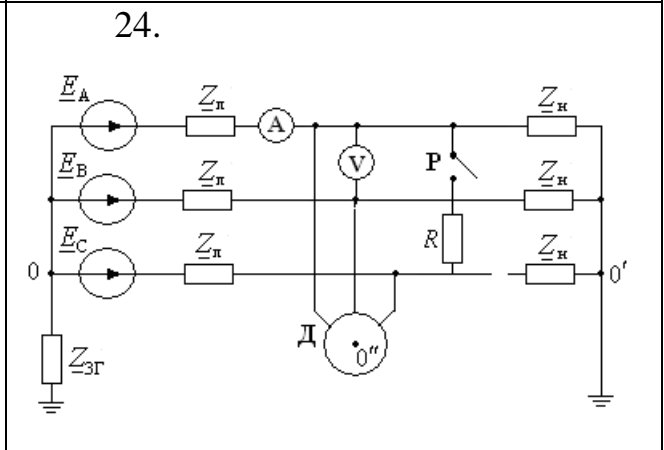 24.
E_A Z_л A Z_н
E_B Z_л V P Z_н
E_C Z_л R Z_н
0 0′
Д 0″
Z_ЗГ